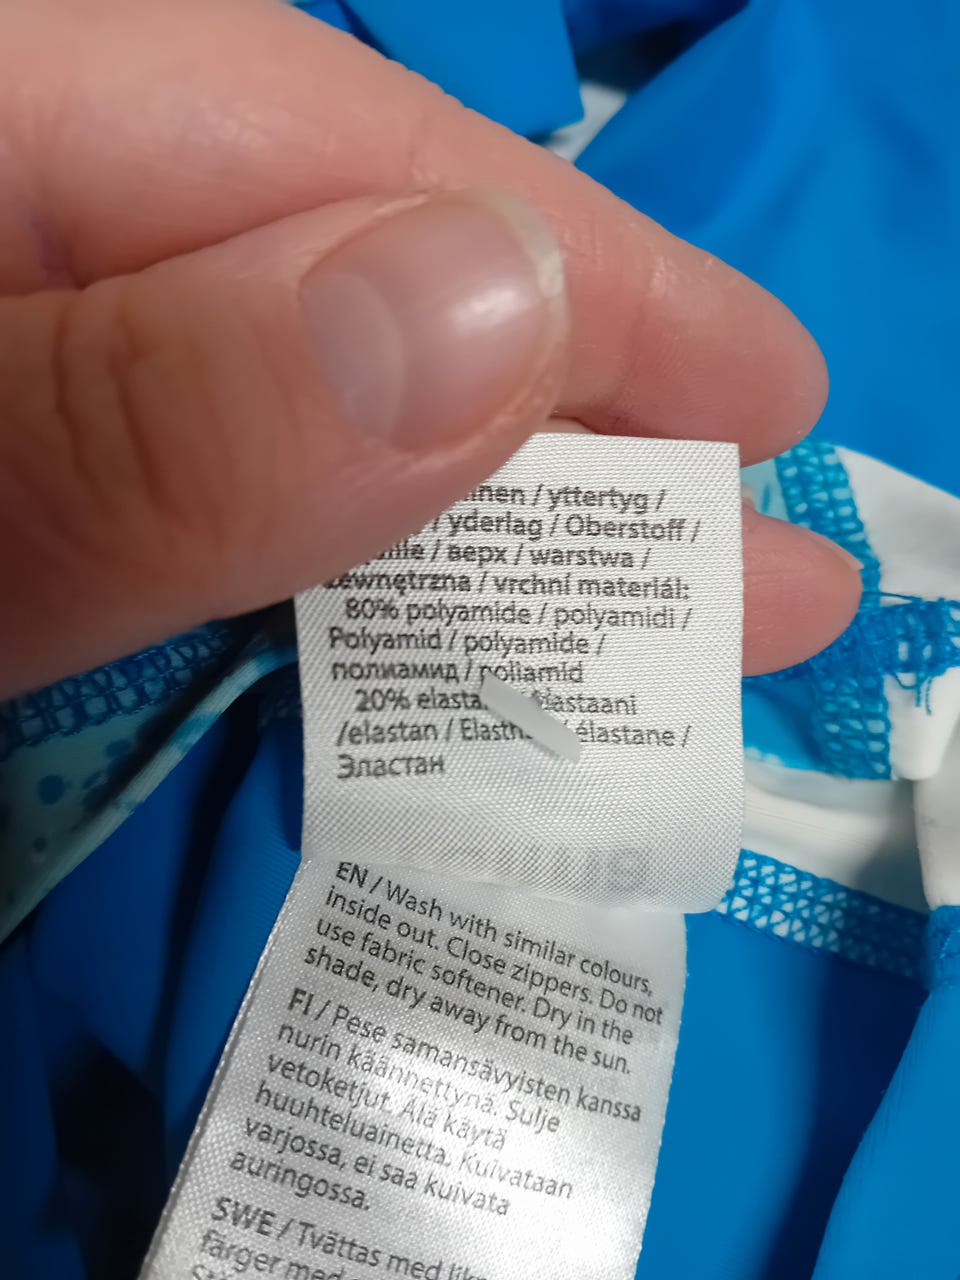 / yttertyg /
/ yderlag / Oberstoff /
/ верх / warstwa /
zewnętrzna / vrchní materiál:
80% polyamide / polyamidi /
Polyamid / polyamide /
полиамид / poliamid
20%
/elastan / élastane /
Эластан
EN / Wash with similar colours,
inside out. Close zippers. Do not
use fabric softener. Dry in the
shade, dry away from the sun.
FI / Pese samansävyisten kanssa
nurin käännettynä. Sulje
vetoketjut. Älä käytä
huuhteluainetta. Kuivataan
varjossa, ei saa kuivata
auringossa.
SWE / Tvättas med
färger med